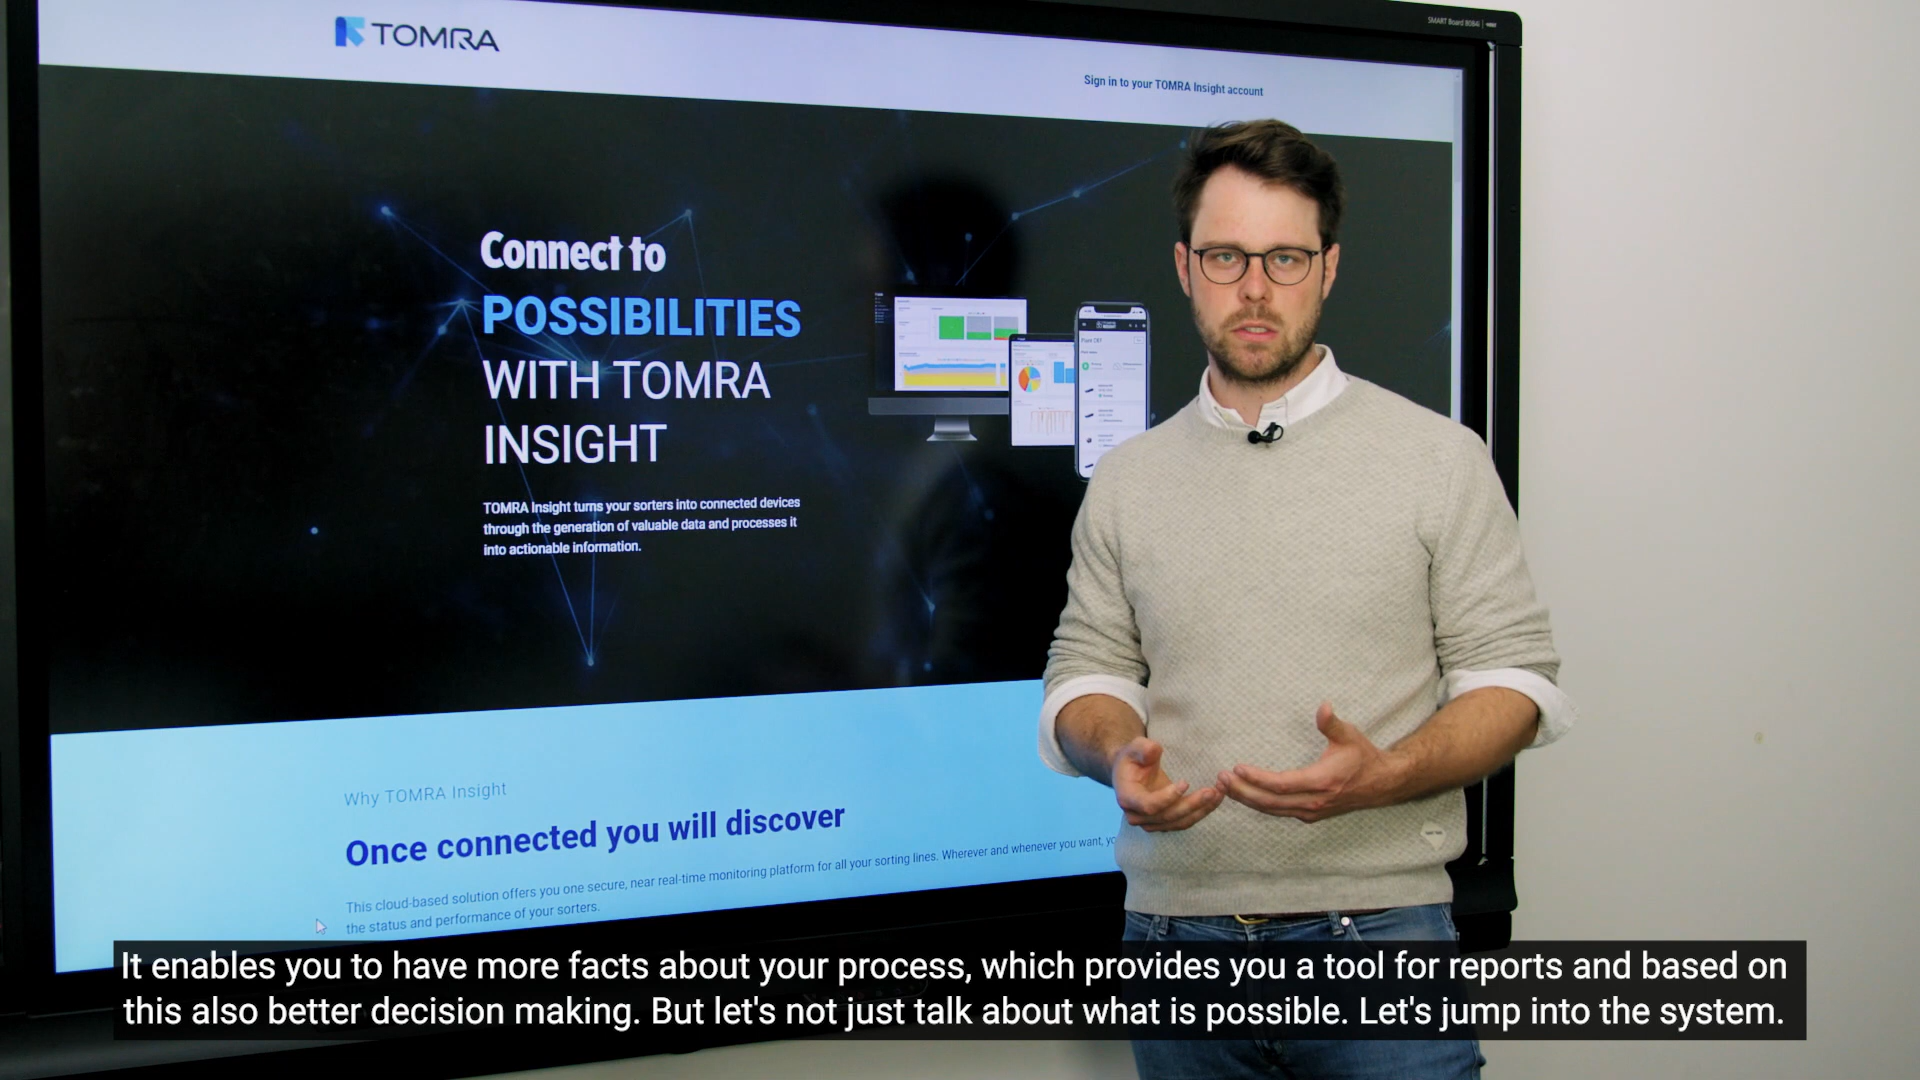 SMART Board 8084i
TOMRA
Sign in to your TOMRA Insight account
Connect to
POSSIBILITIES
WITH TOMRA
INSIGHT
TOMRA Insight turns your sorters into connected devices
through the generation of valuable data and processes it
into actionable information.
Why TOMRA Insight
Once connected you will discover
This cloud-based solution offers you one secure, near real-time monitoring platform for all your sorting lines. Wherever and whenever you want,
the status and performance of your sorters.
It enables you to have more facts about your process, which provides you a tool for reports and based on
this also better decision making. But let's not just talk about what is possible. Let's jump into the system.